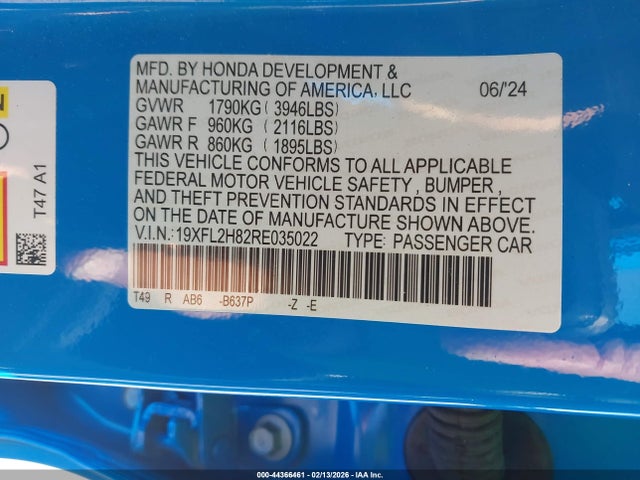 MFD. BY HONDA DEVELOPMENT &
MANUFACTURING OF AMERICA, LLC 06/'24
GVWR 1790KG ( 3946LBS)
GAWR F 960KG ( 2116LBS)
GAWR R 860KG ( 1895LBS)
THIS VEHICLE CONFORMS TO ALL APPLICABLE
FEDERAL MOTOR VEHICLE SAFETY , BUMPER ,
AND THEFT PREVENTION STANDARDS IN EFFECT
ON THE DATE OF MANUFACTURE SHOWN ABOVE.
V.I.N.: 19XFL2H82RE035022 TYPE: PASSENGER CAR
T49 R AB6 -B637P -Z -E
T47 A1
000-44366461 - 02/13/2026 - IAA Inc.